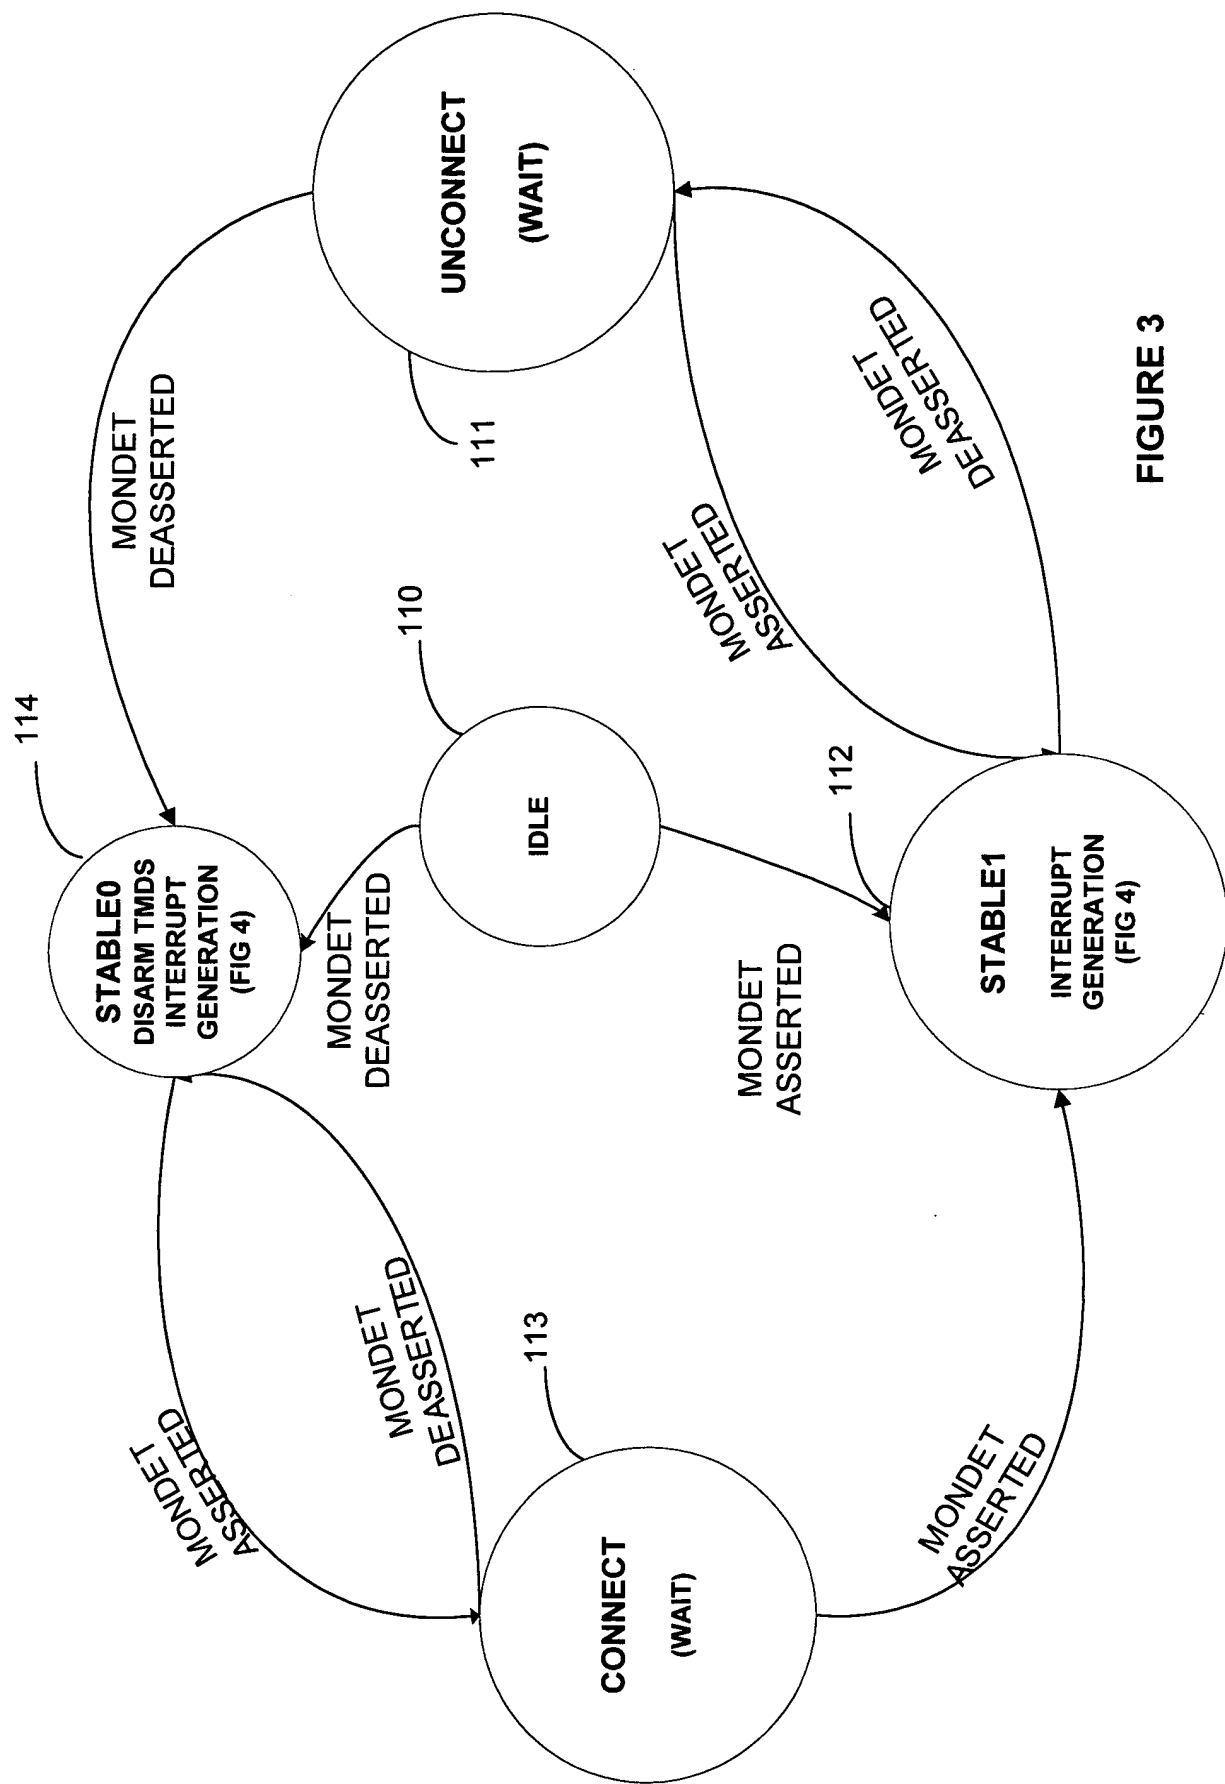 114
STABLE0
DISARM TMDS
INTERRUPT
GENERATION
(FIG 4)
MONDET
DEASSERTED
UNCONNECT
(WAIT)
111
MONDET
ASSERTED
MONDET
DEASSERTED
MONDET
DEASSERTED
110
IDLE
CONNECT
(WAIT)
113
MONDET
ASSERTED
MONDET
ASSERTED
112
MONDET
ASSERTED
MONDET
DEASSERTED
STABLE1
INTERRUPT
GENERATION
(FIG 4)
MONDET
ASSERTED
FIGURE 3